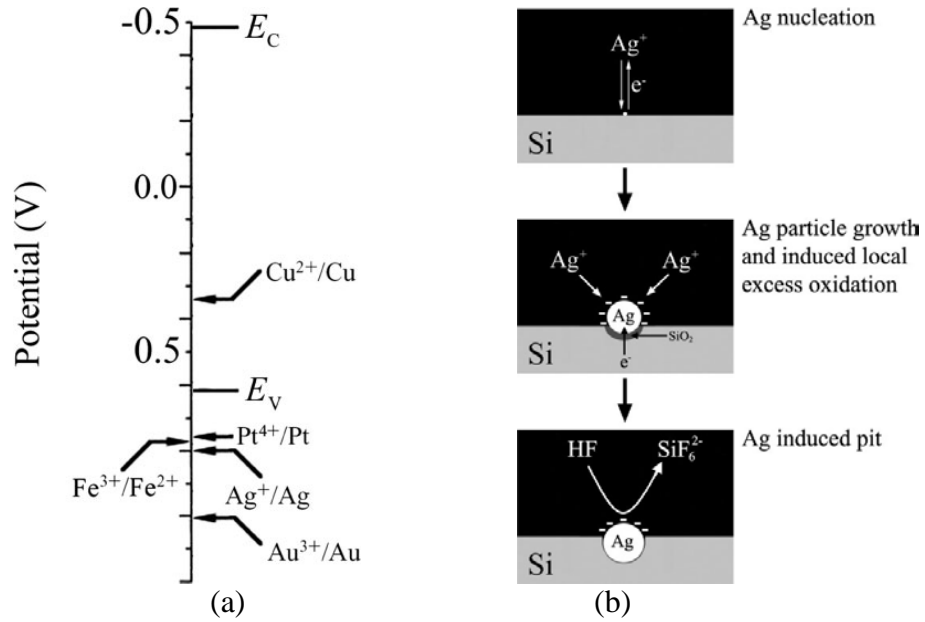 Potential (V)
-0.5
E_C
0.0
Cu²⁺/Cu
0.5
E_V
Pt⁴⁺/Pt
Fe³⁺/Fe²⁺
Ag⁺/Ag
Au³⁺/Au
(a)
Ag nucleation
Ag⁺
e⁻
Si
Ag particle growth
and induced local
excess oxidation
Ag⁺ Ag⁺
Ag
SiO₂
Si
e⁻
Ag induced pit
HF SiF₆²⁻
Ag
Si
(b)